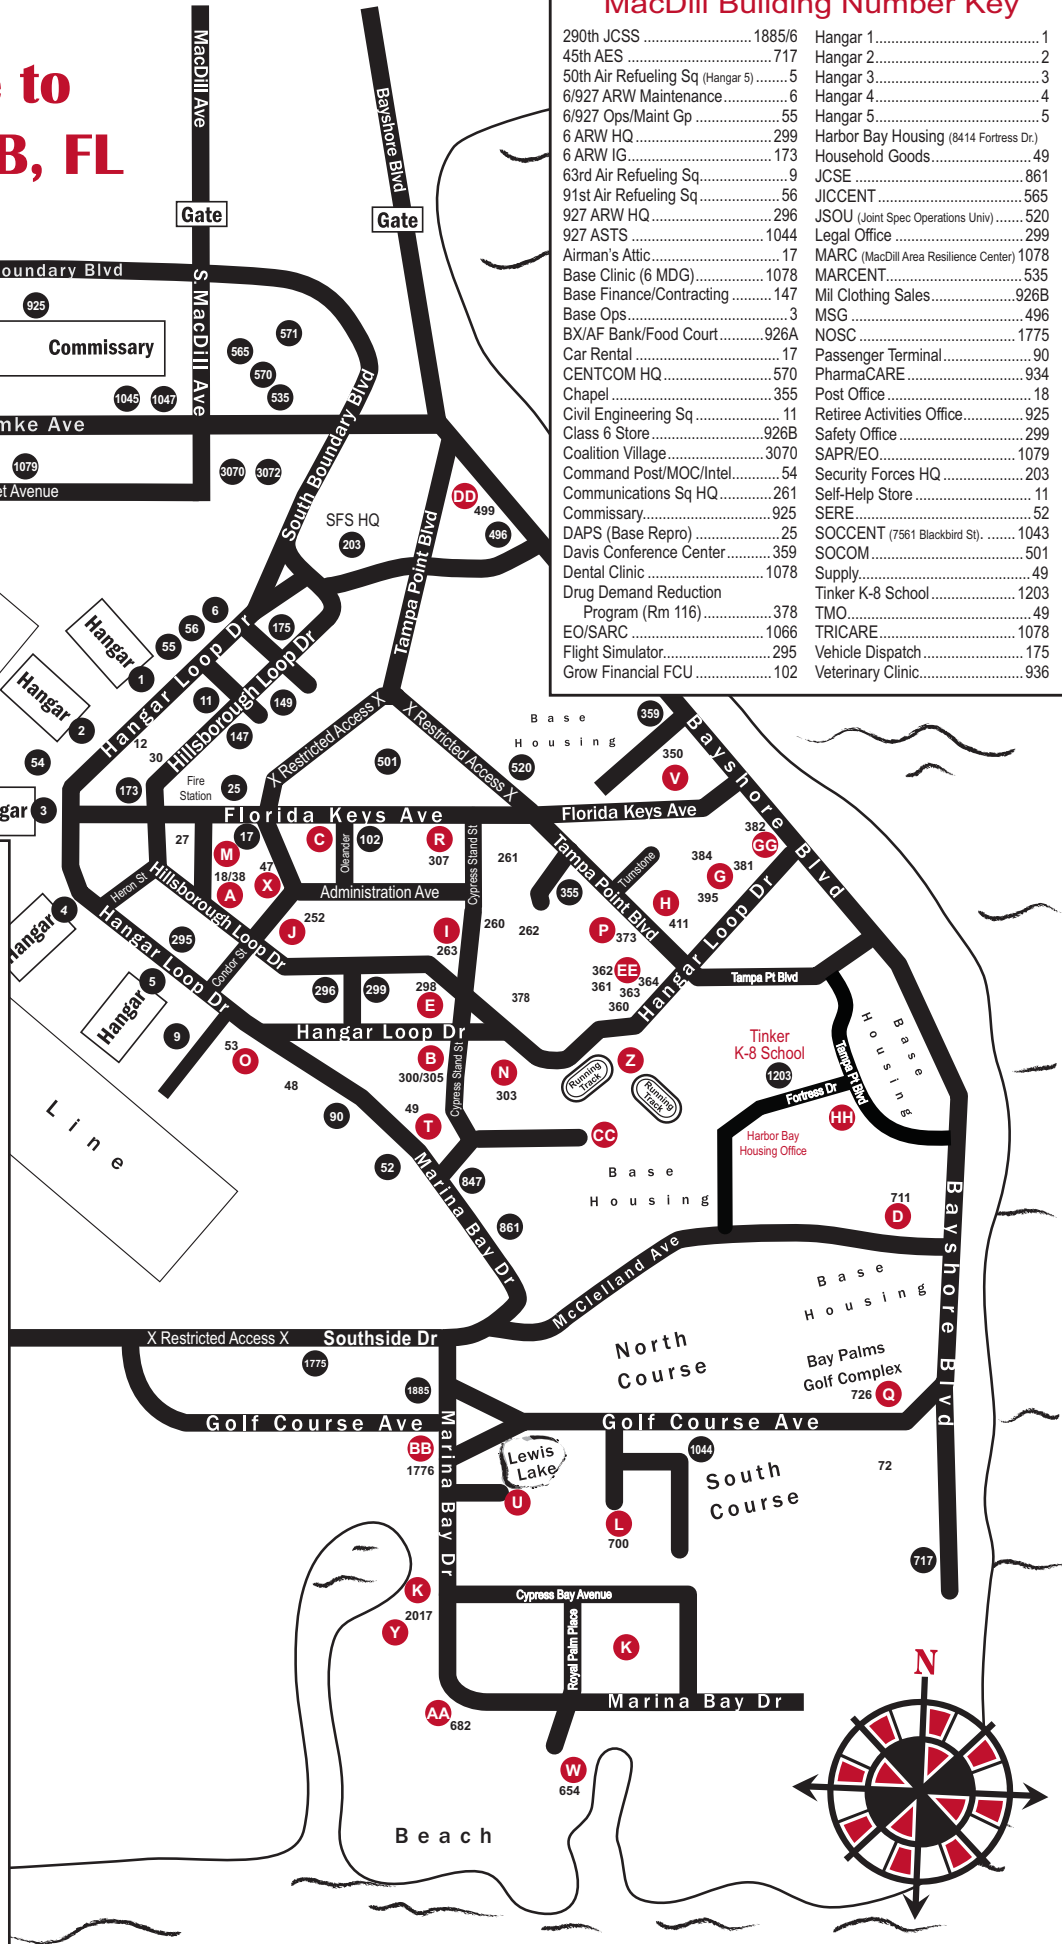 e to
B, FL
MacDill Building Number Key
290th JCSS 1885/6
45th AES 717
50th Air Refueling Sq (Hangar 5) 5
6/927 ARW Maintenance 6
6/927 Ops/Maint Gp 55
6 ARW HQ 299
6 ARW IG 173
63rd Air Refueling Sq 9
91st Air Refueling Sq 56
927 ARW HQ 296
927 ASTS 1044
Airman's Attic 17
Base Clinic (6 MDG) 1078
Base Finance/Contracting 147
Base Ops 3
BX/AF Bank/Food Court 926A
Car Rental 17
CENTCOM HQ 570
Chapel 355
Civil Engineering Sq 11
Class 6 Store 926B
Coalition Village 3070
Command Post/MOC/Intel 54
Communications Sq HQ 261
Commissary 925
DAPS (Base Repro) 25
Davis Conference Center 359
Dental Clinic 1078
Drug Demand Reduction
Program (Rm 116) 378
EO/SARC 1066
Flight Simulator 295
Grow Financial FCU 102
Hangar 1 1
Hangar 2 2
Hangar 3 3
Hangar 4 4
Hangar 5 5
Harbor Bay Housing (8414 Fortress Dr.)
Household Goods 49
JCSE 861
JICCENT 565
JSOU (Joint Spec Operations Univ) 520
Legal Office 299
MARC (MacDill Area Resilience Center) 1078
MARCENT 535
Mil Clothing Sales 926B
MSG 496
NOSC 1775
Passenger Terminal 90
PharmaCARE 934
Post Office 18
Retiree Activities Office 925
Safety Office 299
SAPR/EO 1079
Security Forces HQ 203
Self-Help Store 11
SERE 52
SOCCENT (7561 Blackbird St). 1043
SOCOM 501
Supply 49
Tinker K-8 School 1203
TMO 49
TRICARE 1078
Vehicle Dispatch 175
Veterinary Clinic 936
MacDill Ave
Bayshore Blvd
Gate
Gate
oundary Blvd
S. MacDill Ave
925
Commissary
571
565
570
535
1045
1047
mke Ave
South Boundary Blvd
1079
3070
3072
et Avenue
DD
499
496
SFS HQ
203
Tampa Point Blvd
6
56
55
175
Hangar
1
Hangar
2
Hangar Loop Dr
Hillsborough Loop Dr
11
149
147
12
30
54
173
Fire
Station
25
X Restricted Access X
X Restricted Access X
501
520
Base
Housing
359
350
V
Bayshore Blvd
gar
3
Florida Keys Ave
Florida Keys Ave
27
17
M
18/38
A
47
X
C
Oleander
102
R
307
Cypress Stand St
261
Administration Ave
Tampa Point Blvd
355
Turnstone
382
GG
384
381
G
395
H
411
Hangar
4
Heron St
Hillsborough Loop Dr
Hangar Loop Dr
295
Condor St
252
J
I
263
260
262
P
373
362
EE
364
361
363
360
Hangar Loop Dr
Tampa Pt Blvd
Hangar
5
9
296
299
298
E
378
Hangar Loop Dr
53
O
48
90
B
300/305
Cypress Stand St
N
303
Running
Track
Z
Running
Track
Tinker
K-8 School
1203
Fortress Dr
Tampa Pt Blvd
Base
Housing
HH
Harbor Bay
Housing Office
Line
49
T
52
847
CC
Base
Housing
Marina Bay Dr
861
711
D
McClelland Ave
Bayshore Blvd
Base
Housing
X Restricted Access X
Southside Dr
1775
1885
North
Course
Bay Palms
Golf Complex
726
Q
Golf Course Ave
Golf Course Ave
BB
1776
Marina Bay Dr
Lewis
Lake
U
1044
South
Course
72
L
700
717
K
2017
Y
Cypress Bay Avenue
Royal Palm Place
K
Marina Bay Dr
AA
682
W
654
Beach
N